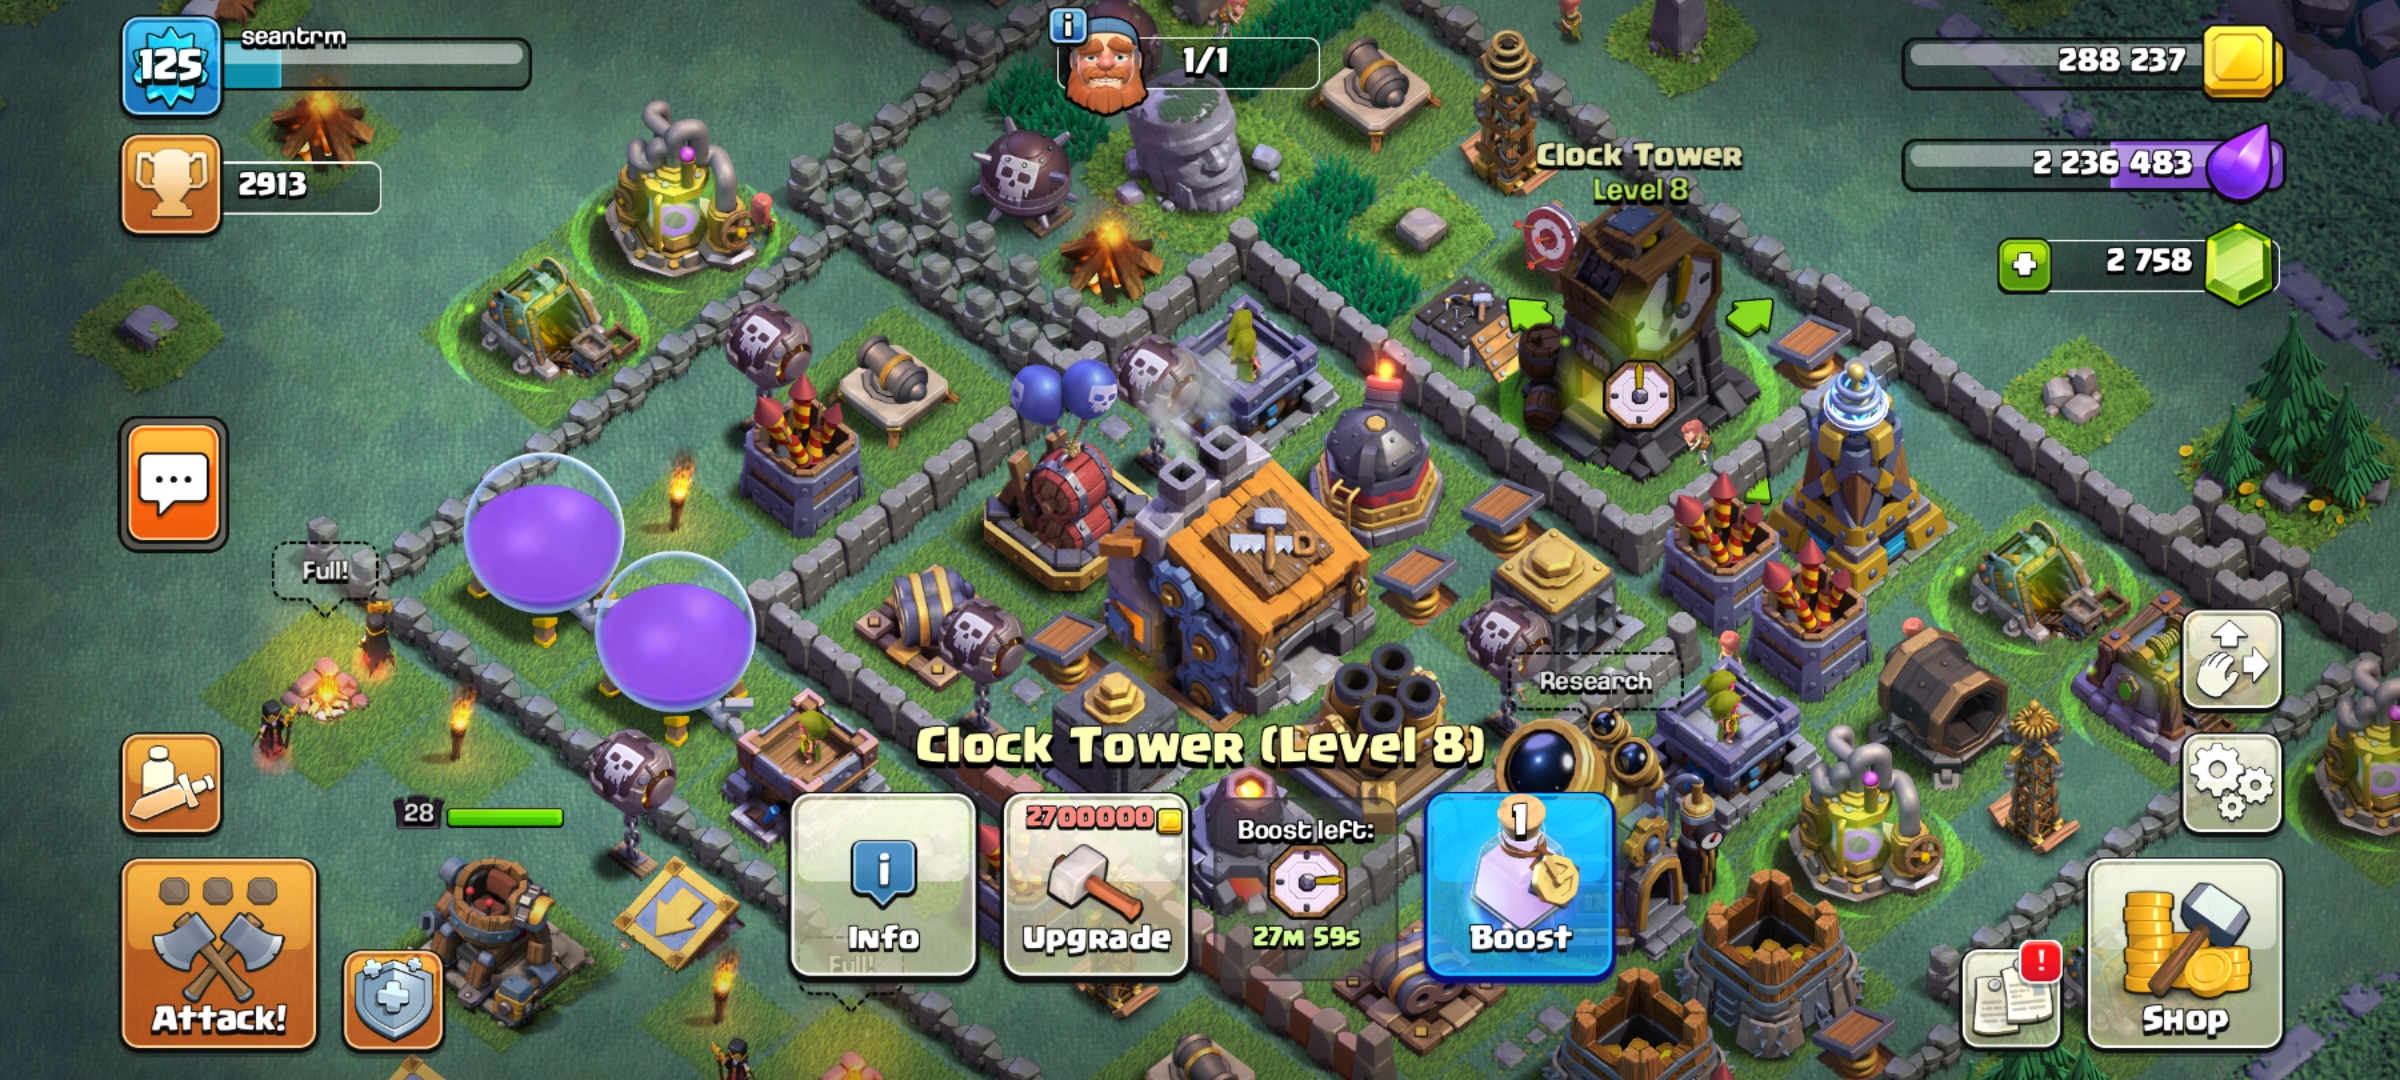 125
seantrm
1/1
288 237
2913
Clock Tower
Level 8
2 236 483
2 758
Full!
Research
Clock Tower (Level 8)
28
2700000
Boost left:
1
Info
Upgrade
27m 59s
Boost
Full!
Attack!
!
Shop